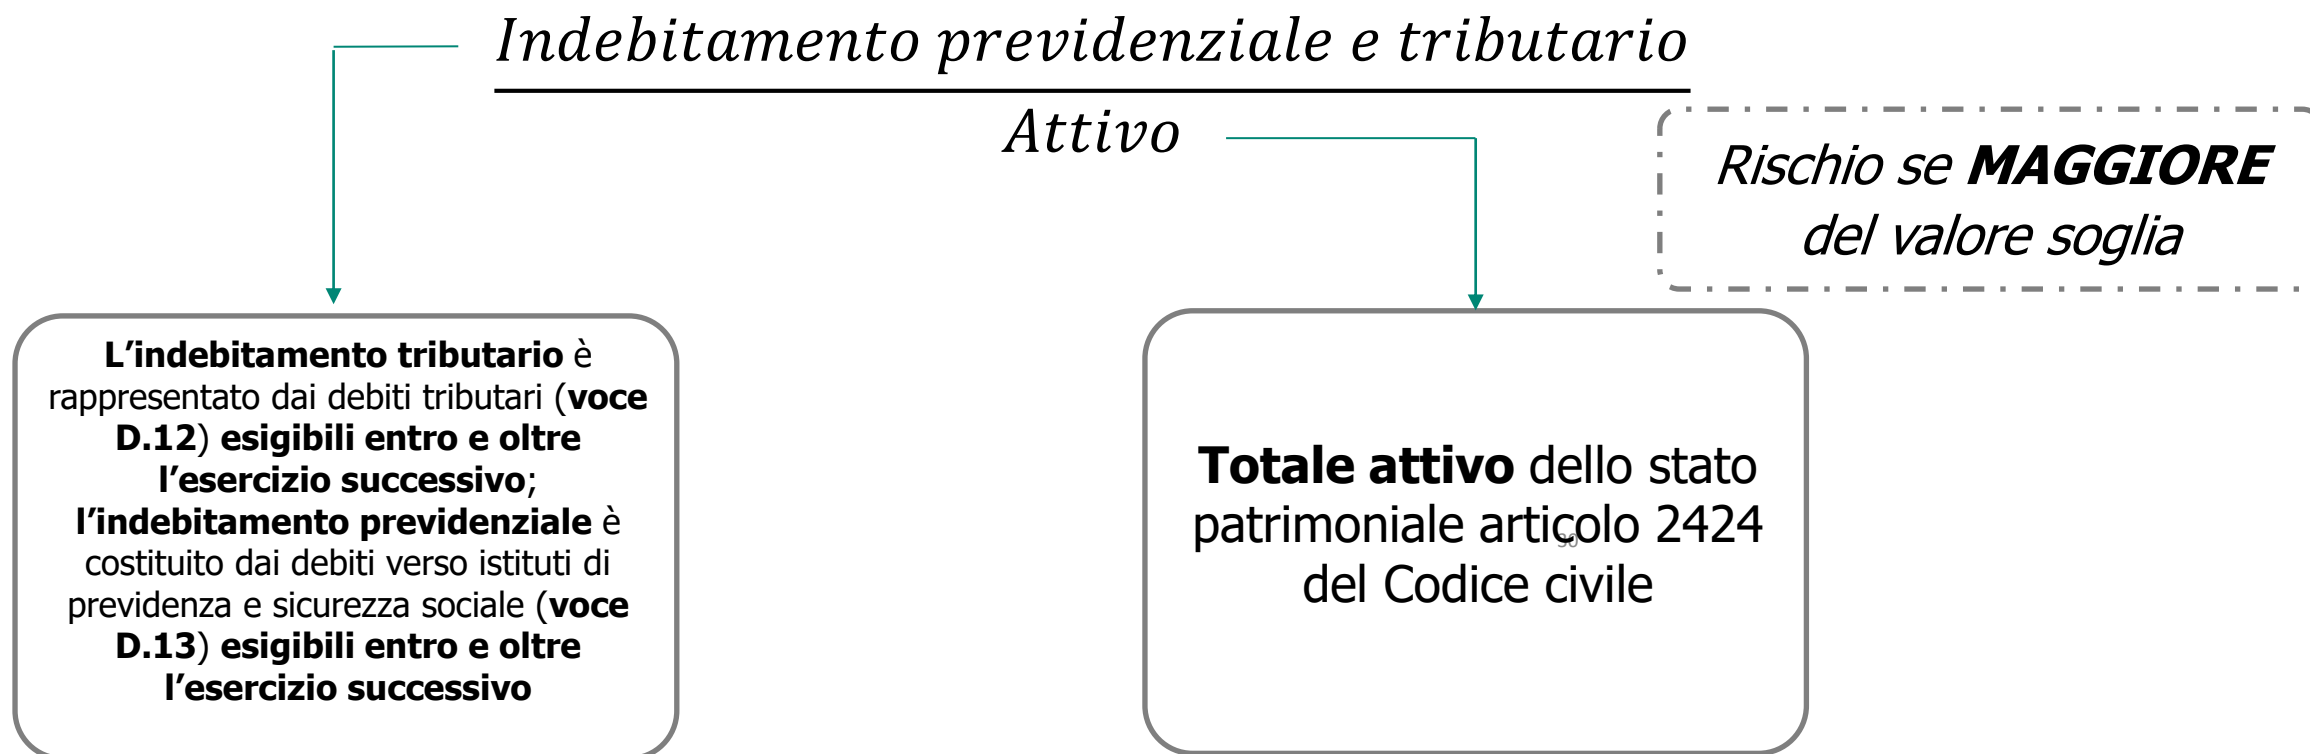 Indebitamento previdenziale e tributario
Attivo
Rischio se MAGGIORE
del valore soglia
L’indebitamento tributario è
rappresentato dai debiti tributari (voce
D.12) esigibili entro e oltre
l’esercizio successivo;
l’indebitamento previdenziale è
costituito dai debiti verso istituti di
previdenza e sicurezza sociale (voce
D.13) esigibili entro e oltre
l’esercizio successivo
Totale attivo dello stato
patrimoniale articolo 2424
del Codice civile
30